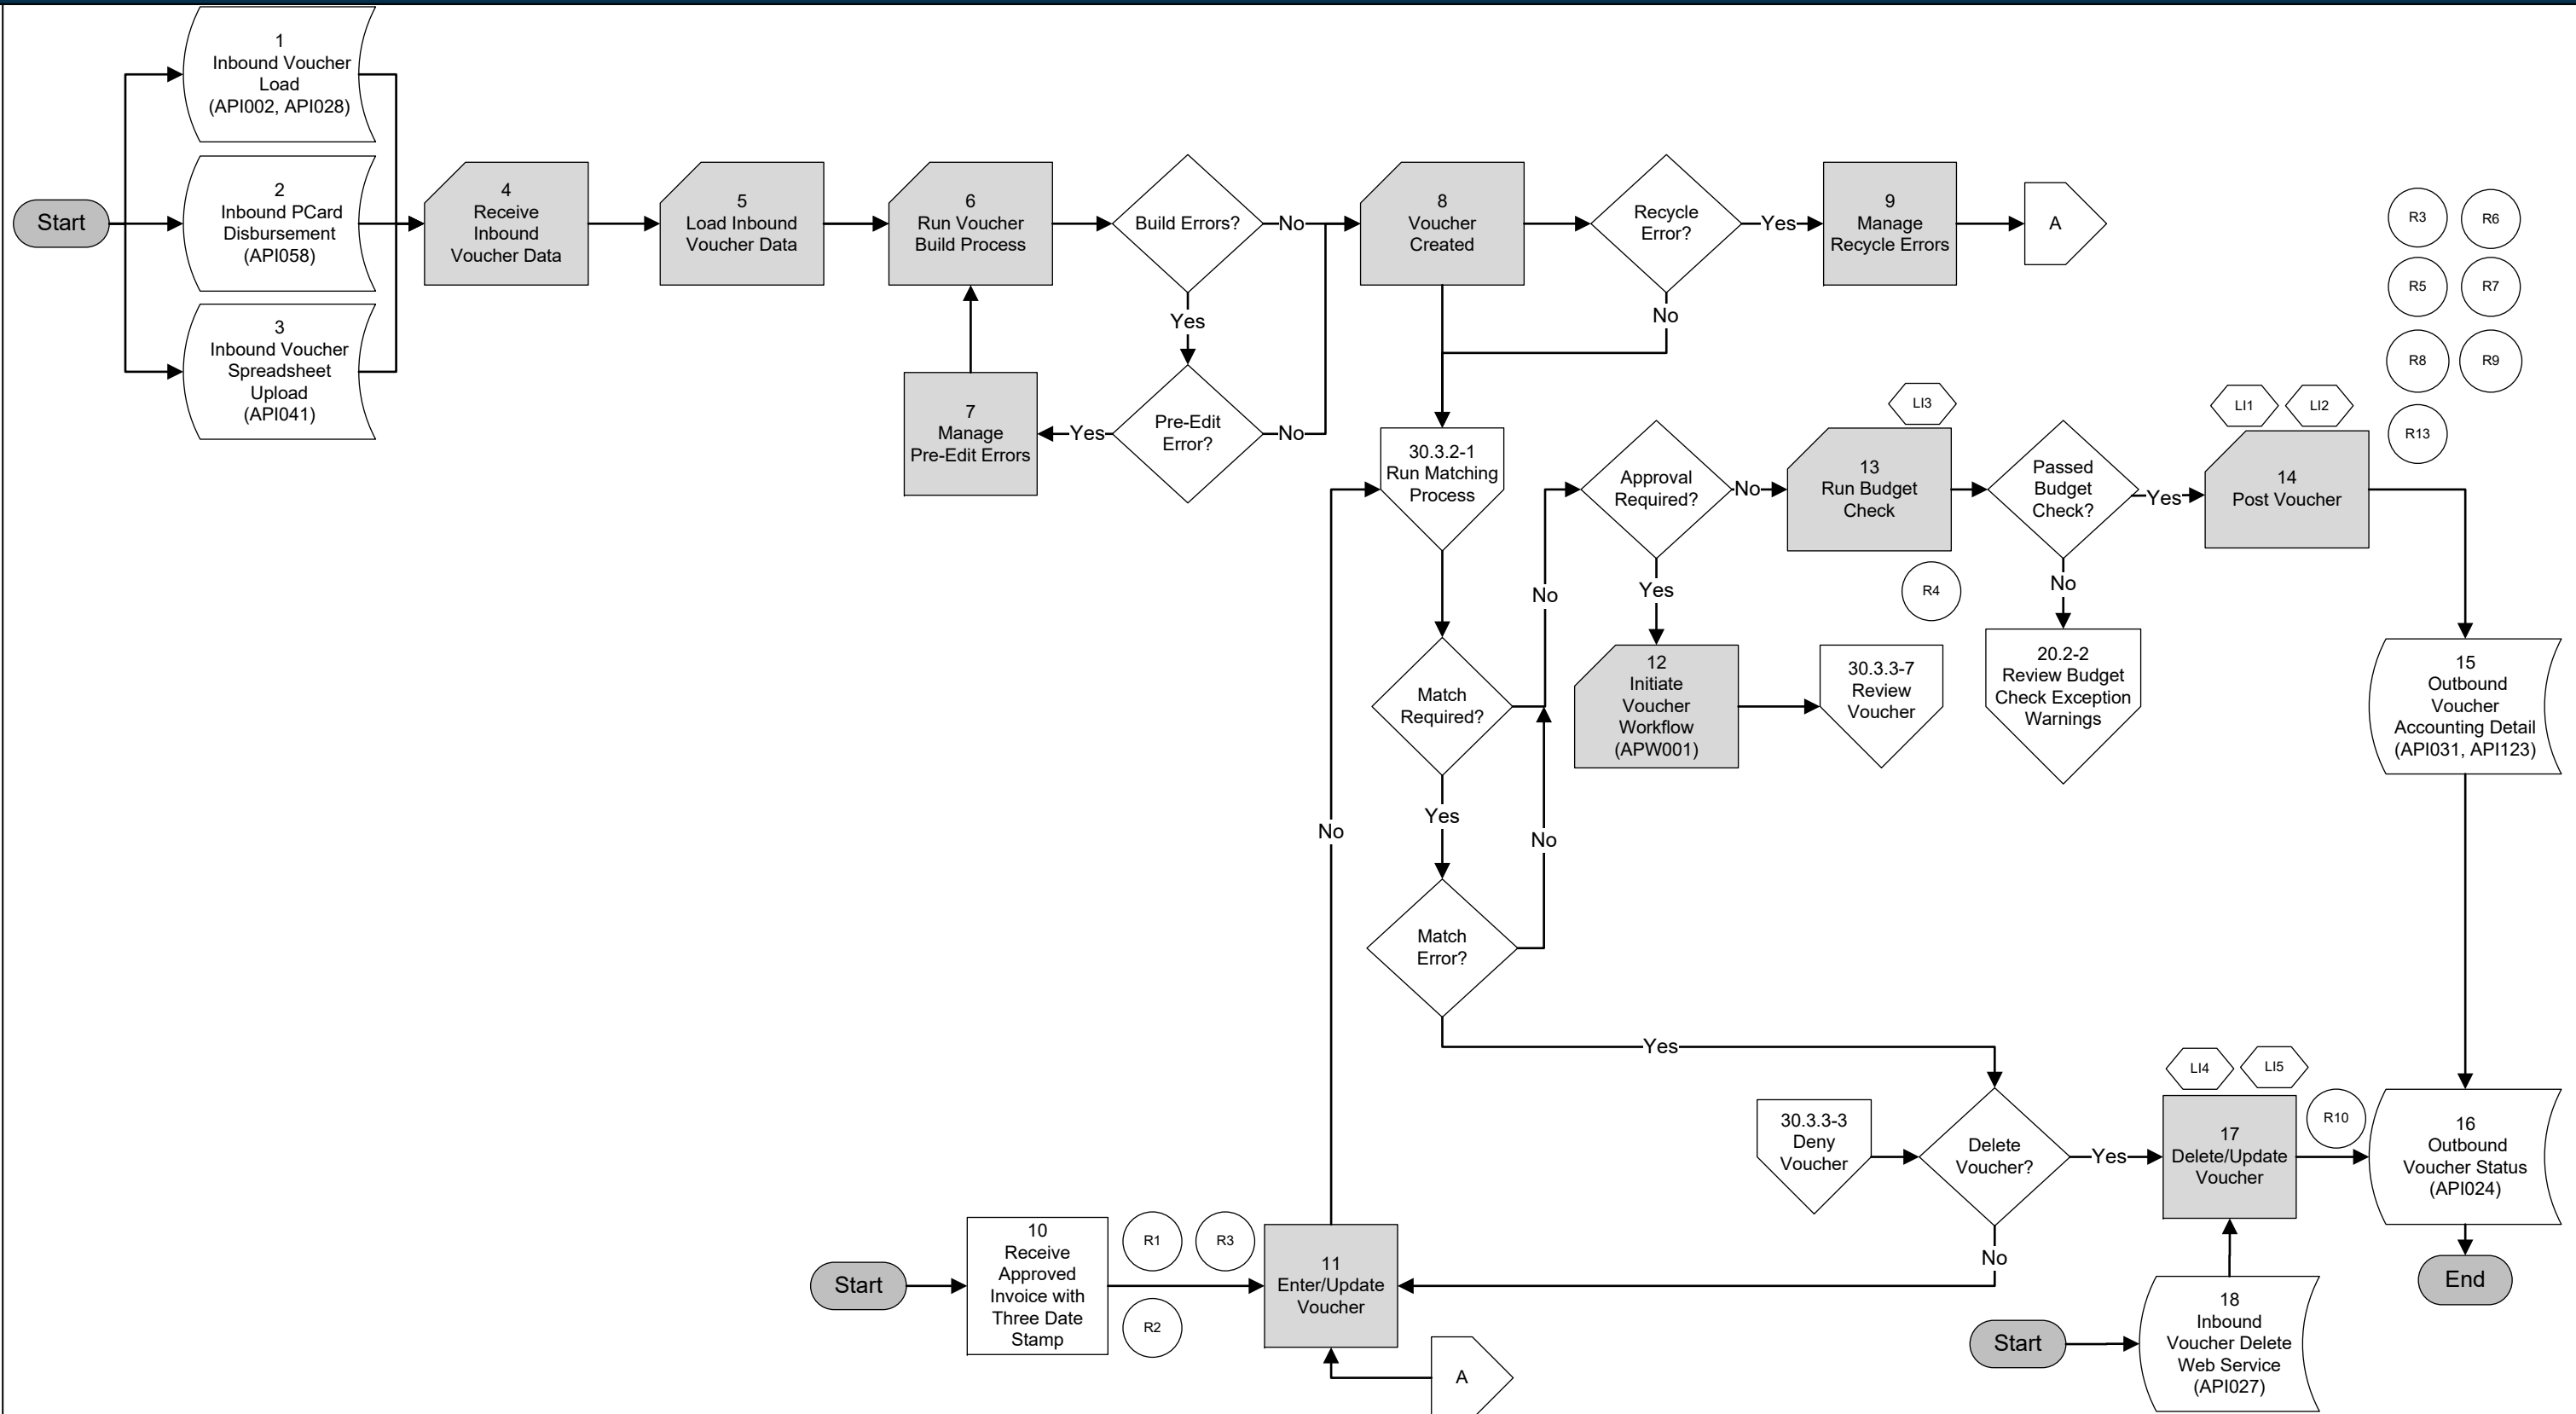 1
Inbound Voucher
Load
(API002, API028)
Start
2
Inbound PCard
Disbursement
(API058)
3
Inbound Voucher
Spreadsheet
Upload
(API041)
4
Receive
Inbound
Voucher Data
5
Load Inbound
Voucher Data
6
Run Voucher
Build Process
Build Errors?
No
Yes
Pre-Edit
Error?
Yes
No
7
Manage
Pre-Edit Errors
8
Voucher
Created
Recycle
Error?
Yes
No
9
Manage
Recycle Errors
A
R3
R6
R5
R7
R8
R9
R13
30.3.2-1
Run Matching
Process
Approval
Required?
No
Yes
LI3
13
Run Budget
Check
R4
Passed
Budget
Check?
Yes
No
LI1
LI2
14
Post Voucher
12
Initiate
Voucher
Workflow
(APW001)
30.3.3-7
Review
Voucher
20.2-2
Review Budget
Check Exception
Warnings
15
Outbound
Voucher
Accounting Detail
(API031, API123)
Match
Required?
No
Yes
Match
Error?
No
Yes
No
30.3.3-3
Deny
Voucher
Delete
Voucher?
Yes
No
LI4
LI5
17
Delete/Update
Voucher
R10
16
Outbound
Voucher Status
(API024)
End
Start
10
Receive
Approved
Invoice with
Three Date
Stamp
R1
R3
R2
11
Enter/Update
Voucher
A
Start
18
Inbound
Voucher Delete
Web Service
(API027)